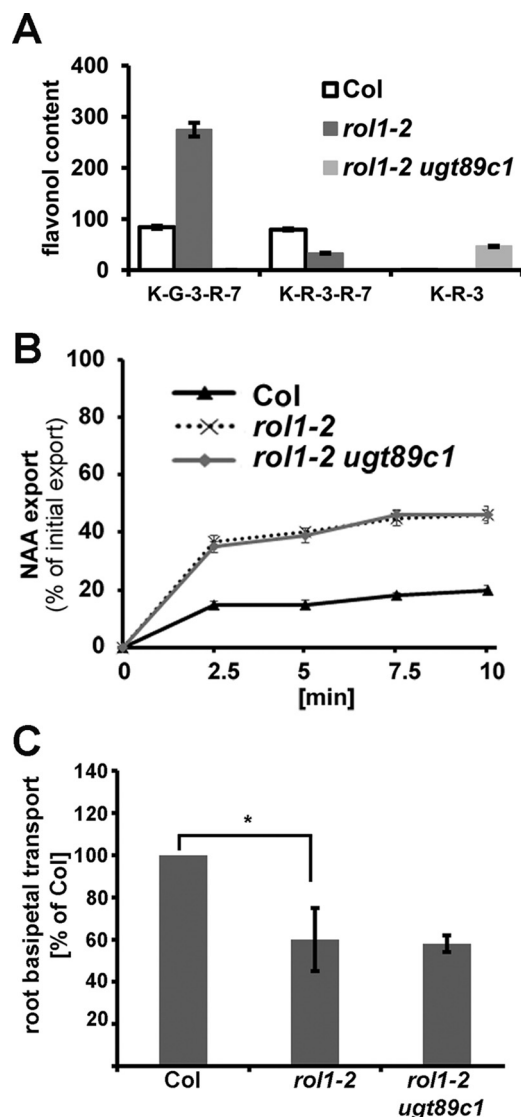 A
400
300
200
100
0
flavonol content
Col
rol1-2
rol1-2 ugt89c1
K-G-3-R-7
K-R-3-R-7
K-R-3
B
100
80
60
40
20
0
NAA export
(% of initial export)
Col
rol1-2
rol1-2 ugt89c1
0
2.5
5
7.5
10
[min]
C
140
120
100
80
60
40
20
root basipetal transport
[% of Col]
*
Col
rol1-2
rol1-2
ugt89c1